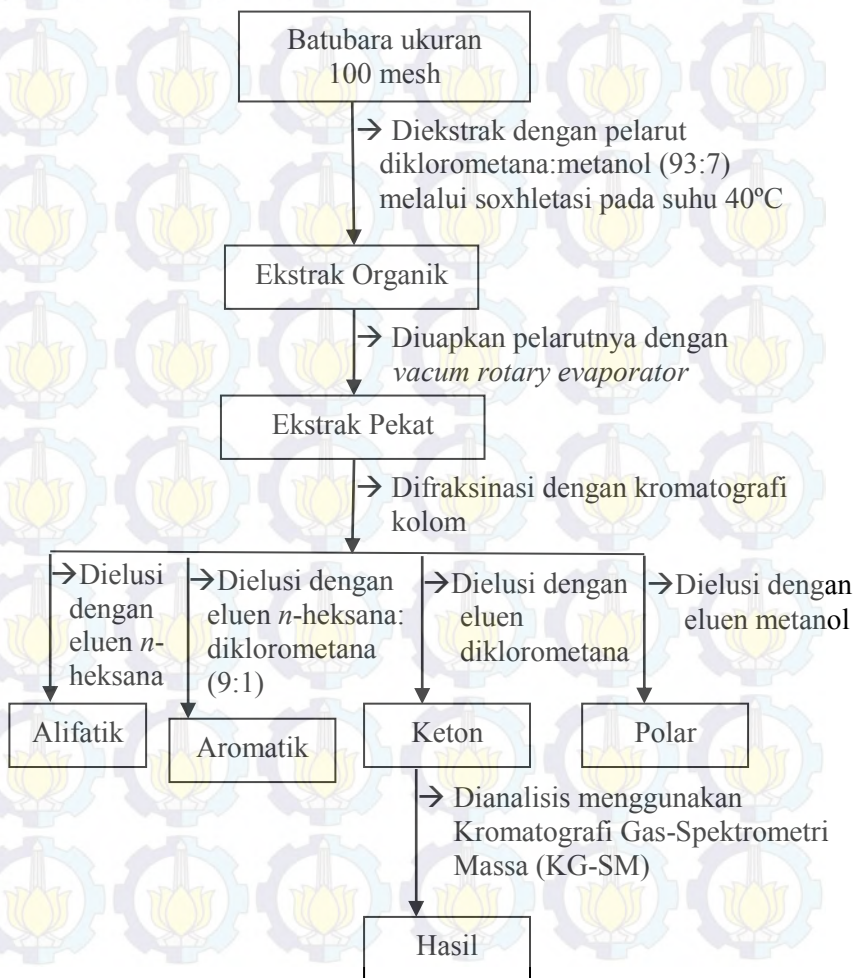 Batubara ukuran
100 mesh
→ Diekstrak dengan pelarut
diklorometana:metanol (93:7)
melalui soxhletasi pada suhu 40ºC
Ekstrak Organik
→ Diuapkan pelarutnya dengan
vacum rotary evaporator
Ekstrak Pekat
→ Difraksinasi dengan kromatografi
kolom
→Dielusi
dengan
eluen n-
heksana
→Dielusi dengan
eluen n-heksana:
diklorometana
(9:1)
→Dielusi dengan
eluen
diklorometana
→Dielusi dengan
eluen metanol
Alifatik
Aromatik
Keton
Polar
→ Dianalisis menggunakan
Kromatografi Gas-Spektrometri
Massa (KG-SM)
Hasil